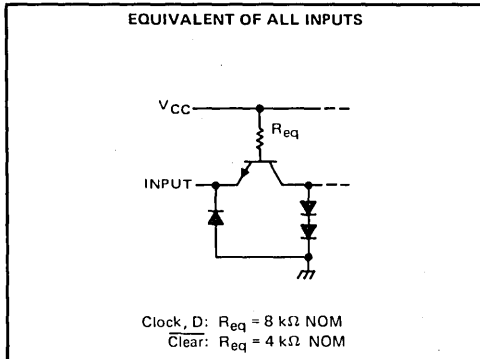 EQUIVALENT OF ALL INPUTS
VCC
Req
INPUT
Clock, D: Req = 8 kΩ NOM
Clear: Req = 4 kΩ NOM